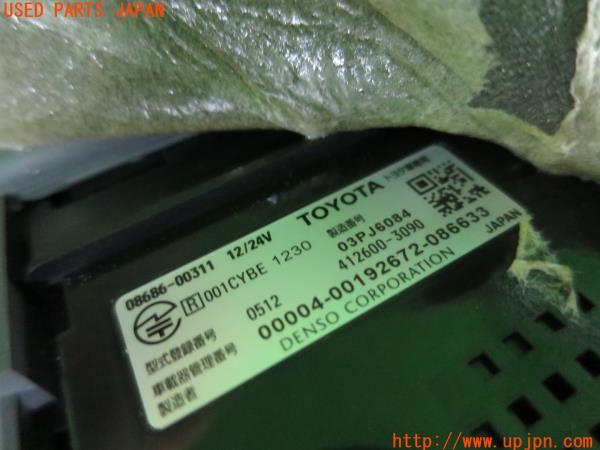 USED PARTS JAPAN
08686-00311 12/24V TOYOTA トヨタ車専用
R 001CYBE 1230 製造番号 03PJ6084
412600-3090
型式登録番号 0512
車載器管理番号 00004-00192672-086633
製造者 DENSO CORPORATION JAPAN
http://www.upjpn.com/